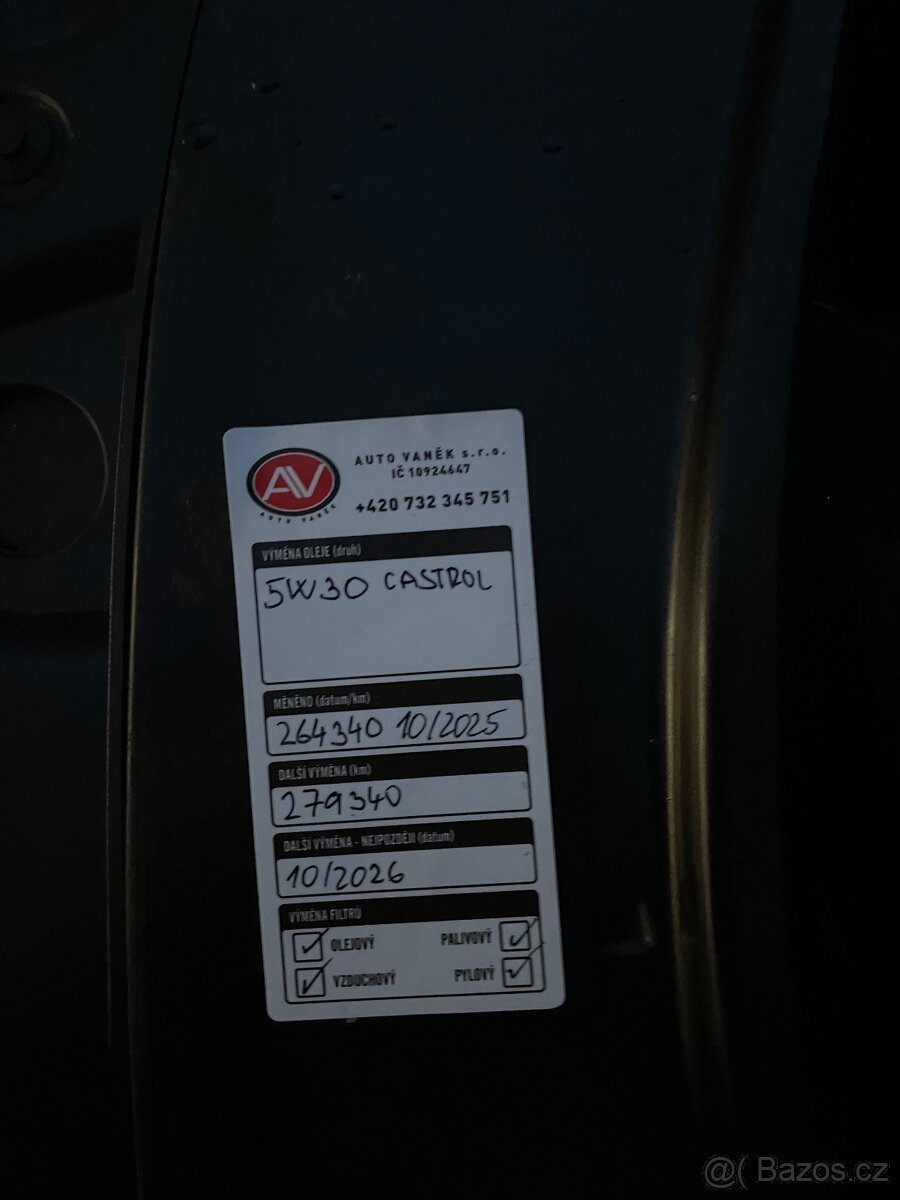 AV
AUTO VANĚK
AUTO VANĚK s.r.o.
IČ 10924647
+420 732 345 751
VÝMĚNA OLEJE (druh)
5W30 CASTROL
MĚNĚNO (datum/km)
264340 10/2025
DALŠÍ VÝMĚNA (km)
279340
DALŠÍ VÝMĚNA - NEJPOZDĚJI (datum)
10/2026
VÝMĚNA FILTRŮ
OLEJOVÝ PALIVOVÝ
VZDUCHOVÝ PYLOVÝ
@( Bazos.cz